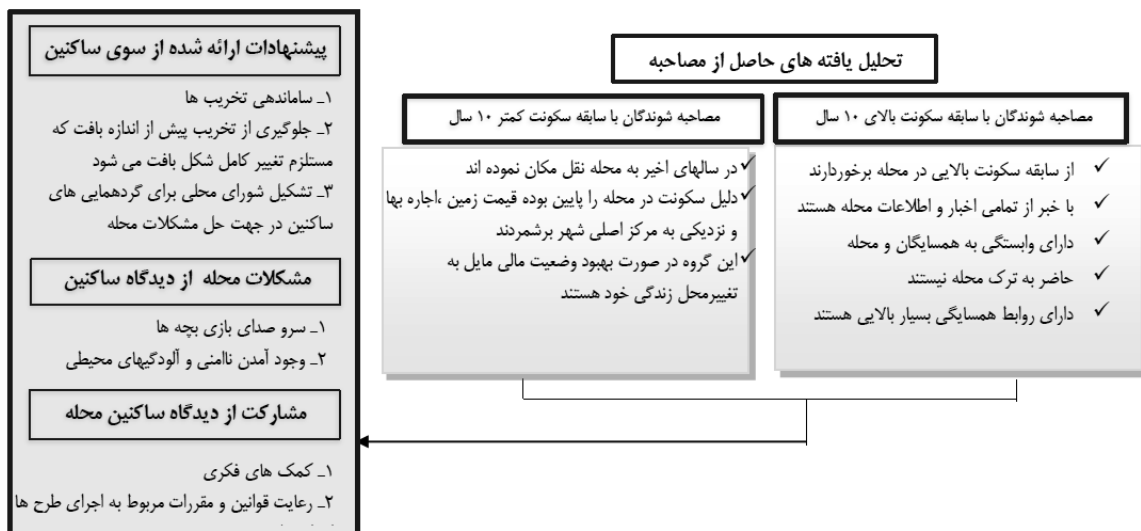 تحلیل یافته های حاصل از مصاحبه
مصاحبه شوندگان با سابقه سکونت بالای ۱۰ سال
✓ از سابقه سکونت بالایی در محله برخوردارند
✓ با خبر از تمامی اخبار و اطلاعات محله هستند
✓ دارای وابستگی به همسایگان و محله
✓ حاضر به ترک محله نیستند
✓ دارای روابط همسایگی بسیار بالایی هستند
مصاحبه شوندگان با سابقه سکونت کمتر ۱۰ سال
✓ در سالهای اخیر به محله نقل مکان نموده اند
✓ دلیل سکونت در محله را پایین بوده قیمت زمین ،اجاره بها
و نزدیکی به مرکز اصلی شهر برشمردند
✓ این گروه در صورت بهبود وضعیت مالی مایل به
تغییرمحل زندگی خود هستند
پیشنهادات ارائه شده از سوی ساکنین
۱_ ساماندهی تخریب ها
۲_ جلوگیری از تخریب پیش از اندازه بافت که
مستلزم تغییر کامل شکل بافت می شود
۳_ تشکیل شورای محلی برای گردهمایی های
ساکنین در جهت حل مشکلات محله
مشکلات محله از دیدگاه ساکنین
۱_ سرو صدای بازی بچه ها
۲_ وجود آمدن ناامنی و آلودگیهای محیطی
مشارکت از دیدگاه ساکنین محله
۱_ کمک های فکری
۲_ رعایت قوانین و مقررات مربوط به اجرای طرح ها